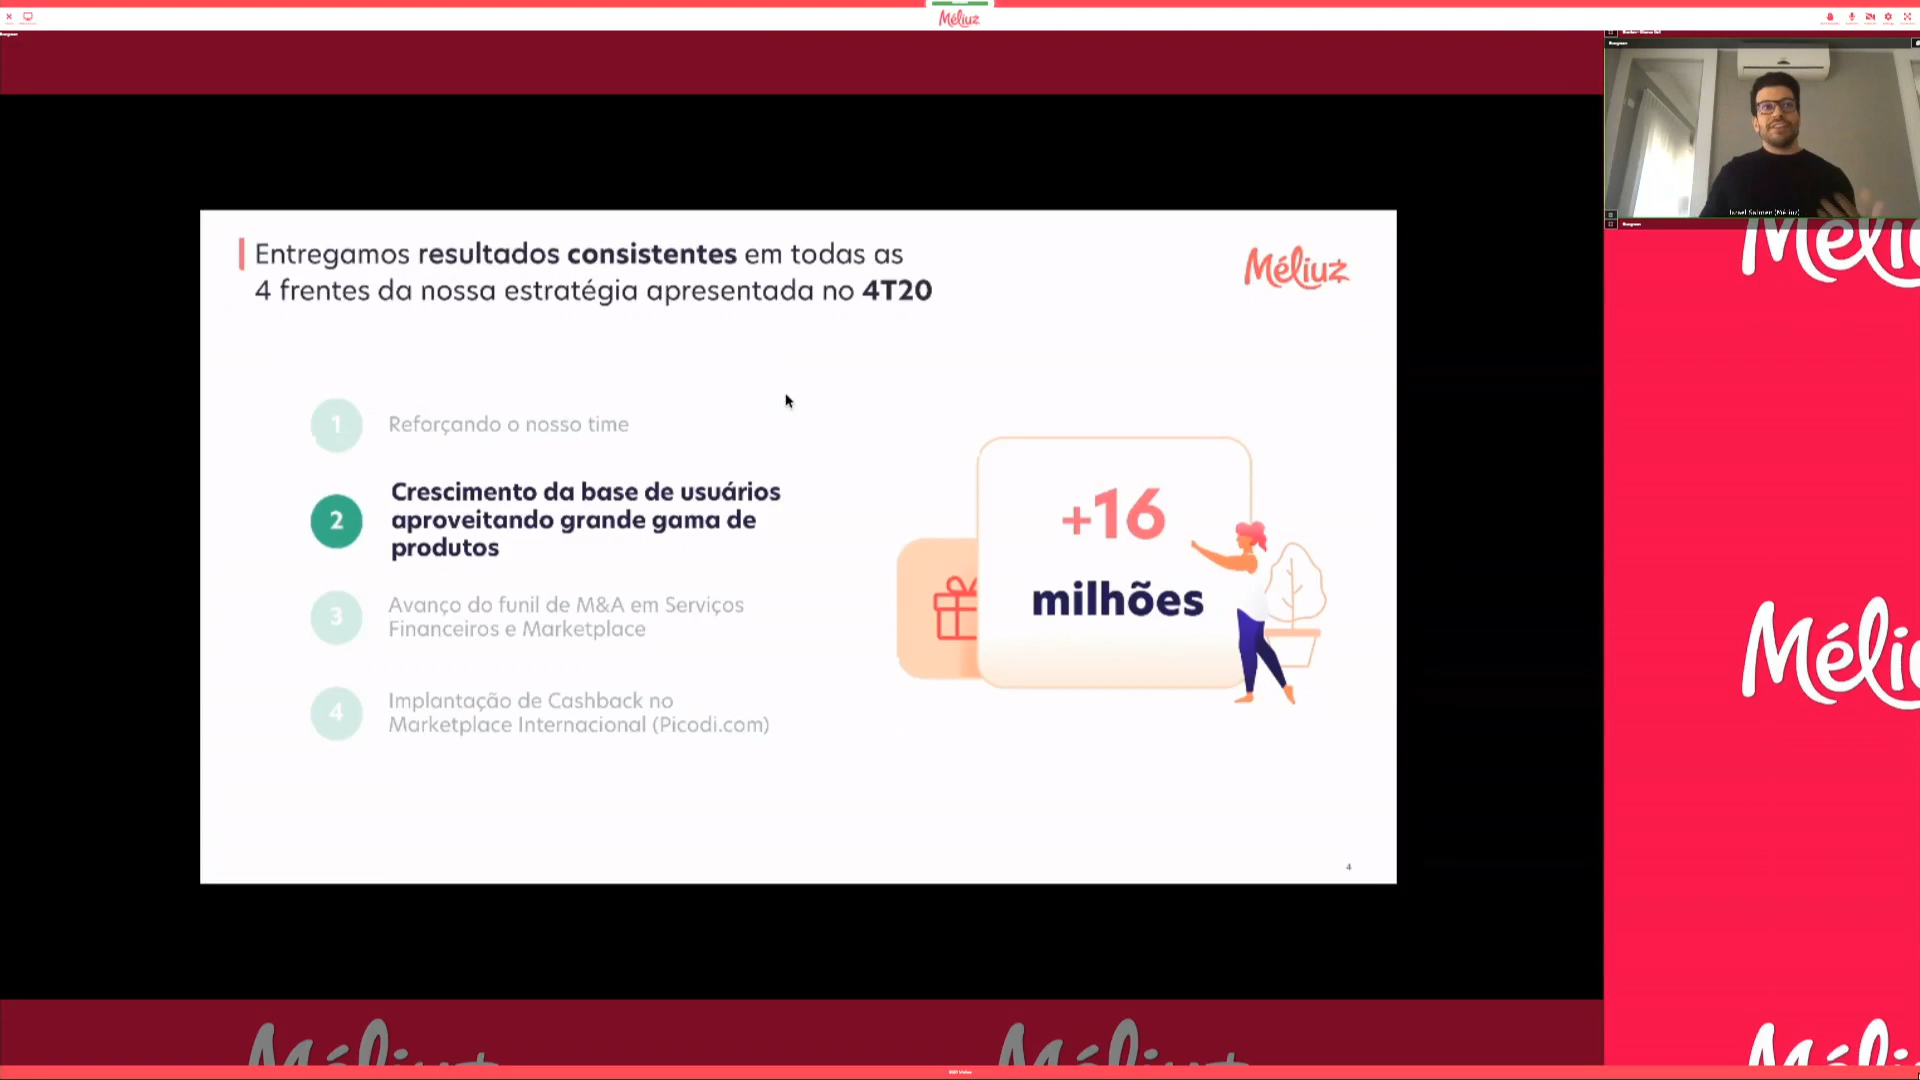 Méliuz
Israel Salmen (Méliuz)
Entregamos resultados consistentes em todas as
4 frentes da nossa estratégia apresentada no 4T20
Méliuz
1
Reforçando o nosso time
2
Crescimento da base de usuários
aproveitando grande gama de
produtos
3
Avanço do funil de M&A em Serviços
Financeiros e Marketplace
4
Implantação de Cashback no
Marketplace Internacional (Picodi.com)
+16
milhões
4